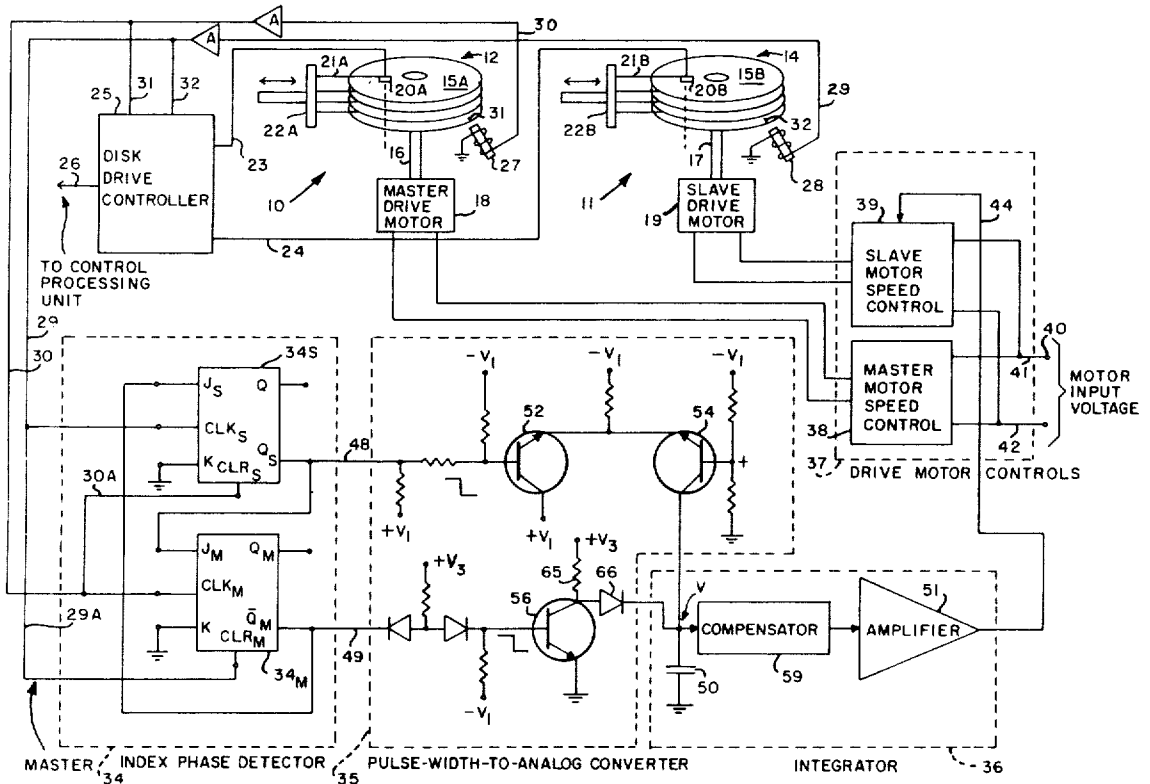 A
A
30
12
14
21A
21B
15A
15B
20A
20B
31
32
25
31
32
29
22A
22B
31
32
23
27
28
16
17
26
DISK
DRIVE
CONTROLLER
MASTER
DRIVE
MOTOR
18
SLAVE
DRIVE
MOTOR
19
10
11
24
TO CONTROL
PROCESSING
UNIT
39
44
SLAVE
MOTOR
SPEED
CONTROL
40
41
MASTER
MOTOR
SPEED
CONTROL
MOTOR
INPUT
VOLTAGE
38
42
37
DRIVE MOTOR CONTROLS
29
30
34S
JS
Q
CLKS
QS
K
CLRS
30A
48
-V1
-V1
-V1
52
54
+
+V1
+V1
JM
QM
CLKM
Q̄M
K
CLRM
29A
34M
49
+V3
+V3
65
66
56
-V1
V
COMPENSATOR
59
50
AMPLIFIER
51
MASTER
34
INDEX PHASE DETECTOR
35
PULSE-WIDTH-TO-ANALOG CONVERTER
INTEGRATOR
36